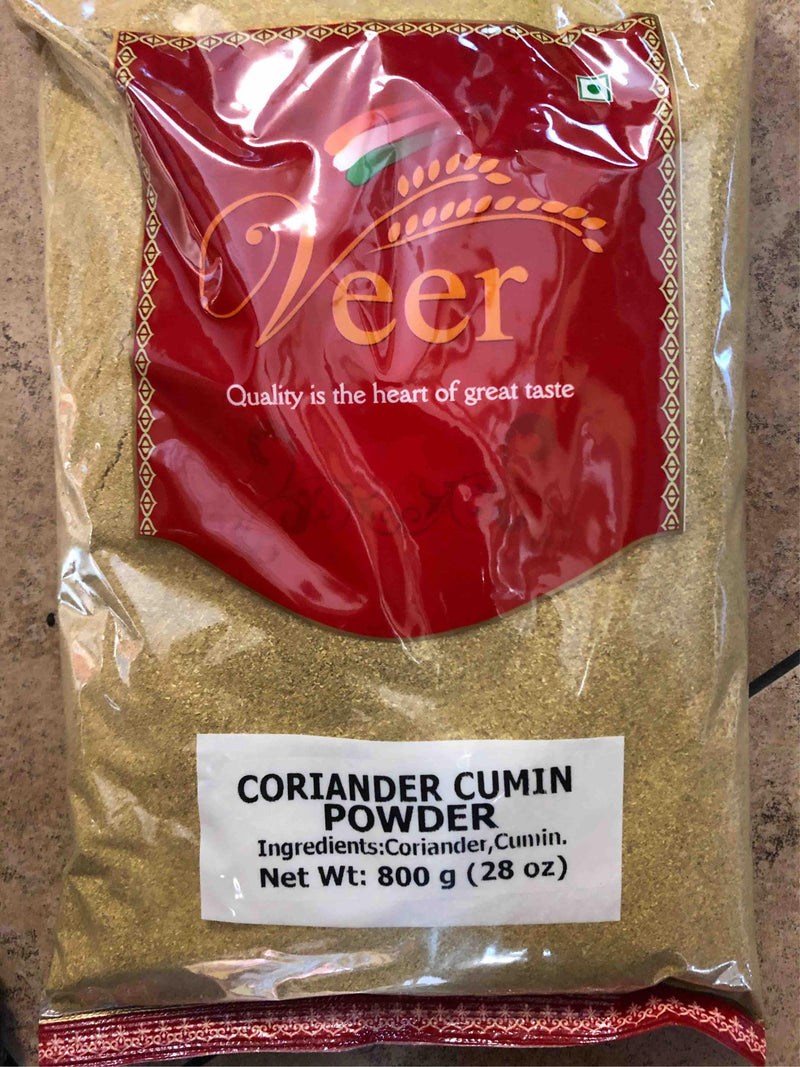 Veer
Quality is the heart of great taste
CORIANDER CUMIN
POWDER
Ingredients:Coriander,Cumin.
Net Wt: 800 g (28 oz)